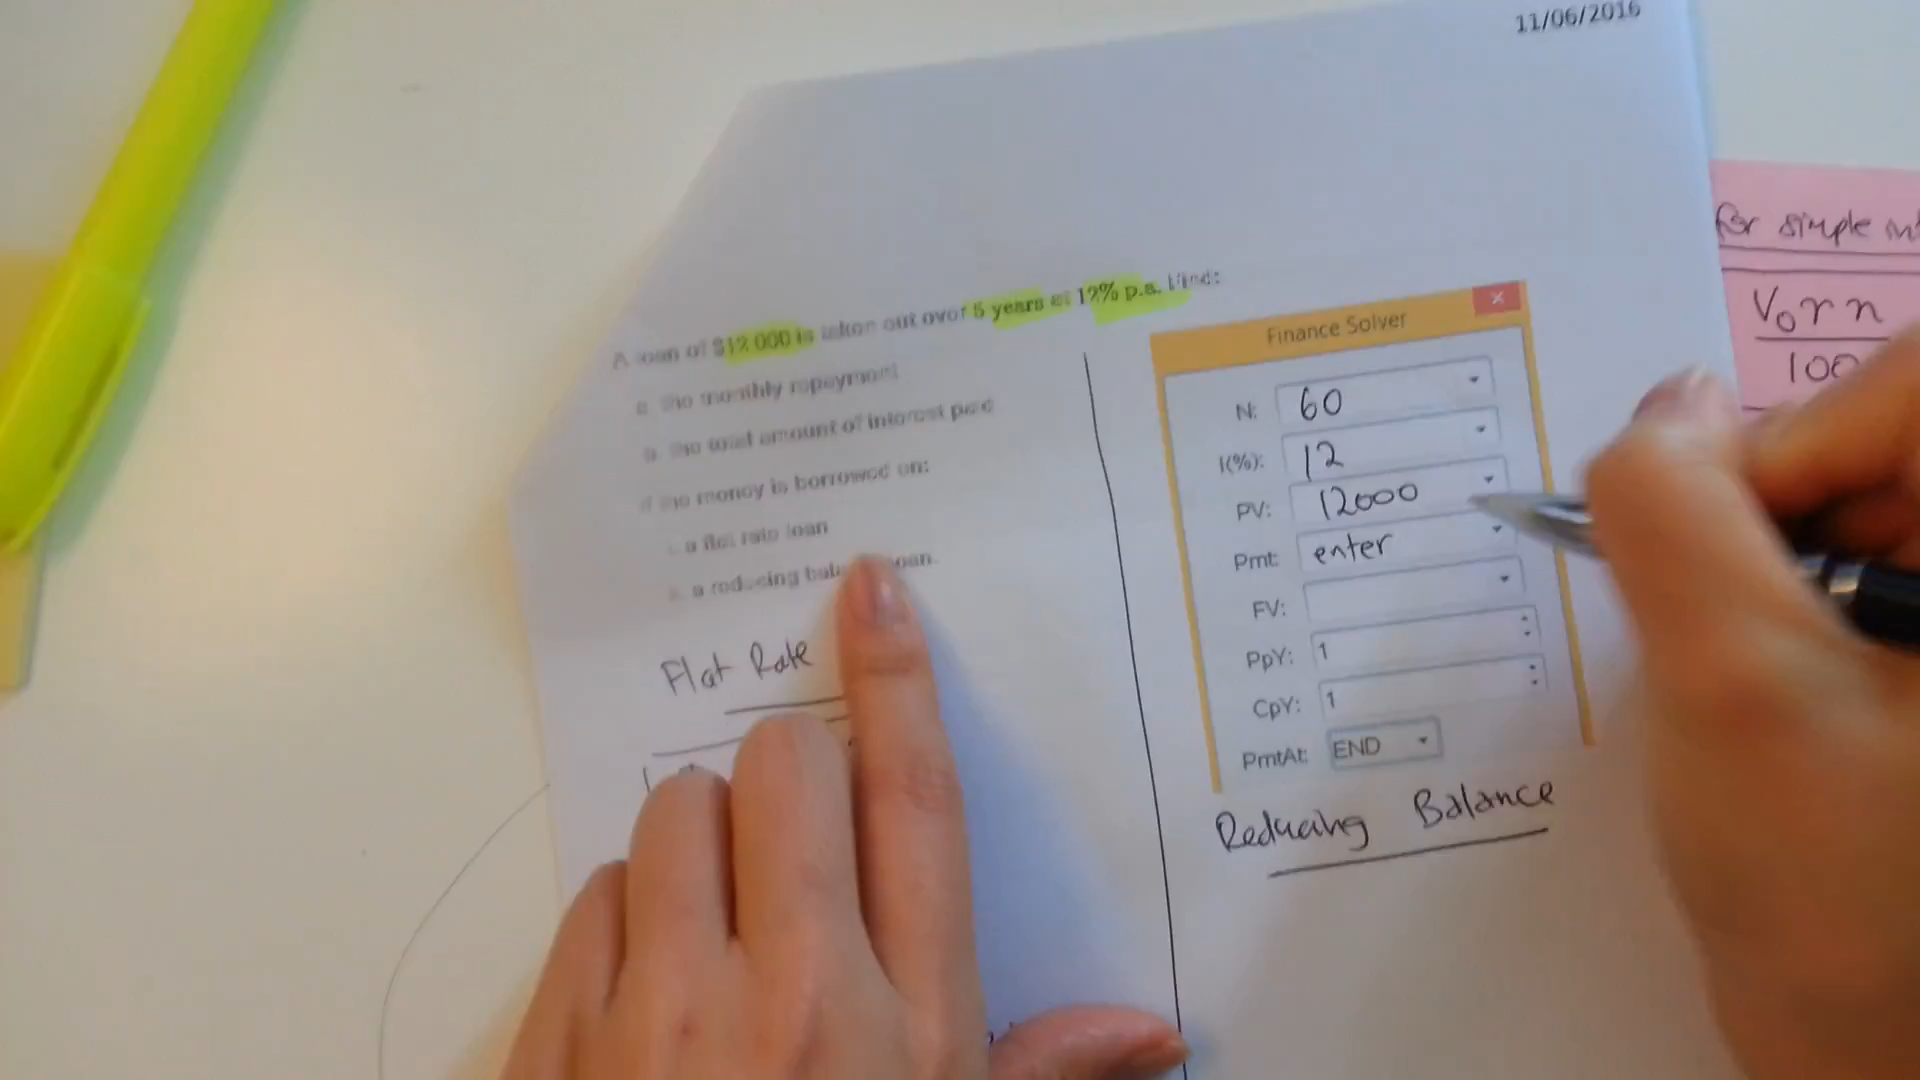 11/06/2016
A loan of $12 000 is taken out over 5 years at 12% p.a. Find:
a. the monthly repayment
b. the total amount of interest paid
if the money is borrowed on:
a flat rate loan
a reducing loan.
Flat Rate
Finance Solver
N: 60
I(%): 12
PV: 12000
Pmt: enter
FV:
PpY: 1
CpY: 1
PmtAt: END
Reducing Balance
for simple
V₀rn
100